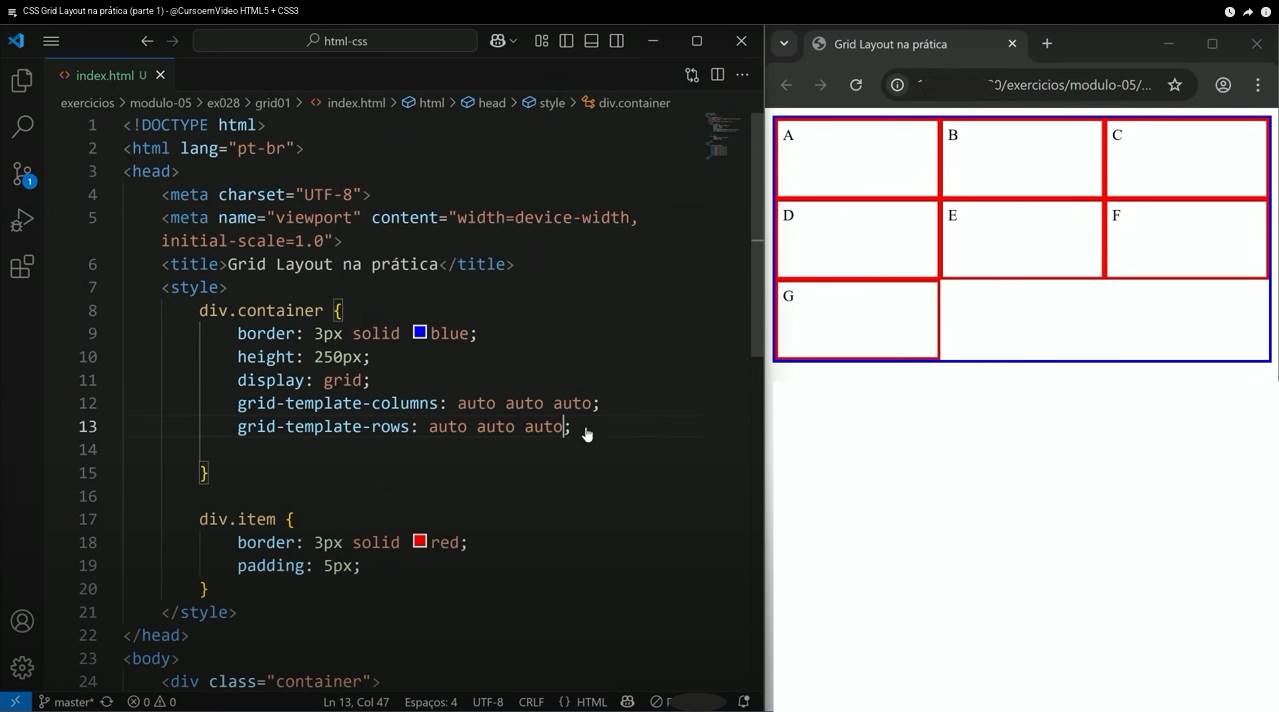 CSS Grid Layout na prática (parte 1) - @CursoemVideo HTML5 + CSS3
html-css
index.html U
exercicios > modulo-05 > ex028 > grid01 > index.html > html > head > style > div.container
1 <!DOCTYPE html>
2 <html lang="pt-br">
3 <head>
4 <meta charset="UTF-8">
5 <meta name="viewport" content="width=device-width,
initial-scale=1.0">
6 <title>Grid Layout na prática</title>
7 <style>
8 div.container {
9 border: 3px solid blue;
10 height: 250px;
11 display: grid;
12 grid-template-columns: auto auto auto;
13 grid-template-rows: auto auto auto;
14
15 }
16
17 div.item {
18 border: 3px solid red;
19 padding: 5px;
20 }
21 </style>
22 </head>
23 <body>
24 <div class="container">
1
master* 0 0 Ln 13, Col 47 Espaços: 4 UTF-8 CRLF {} HTML
Grid Layout na prática
0/exercicios/modulo-05/...
A B C
D E F
G